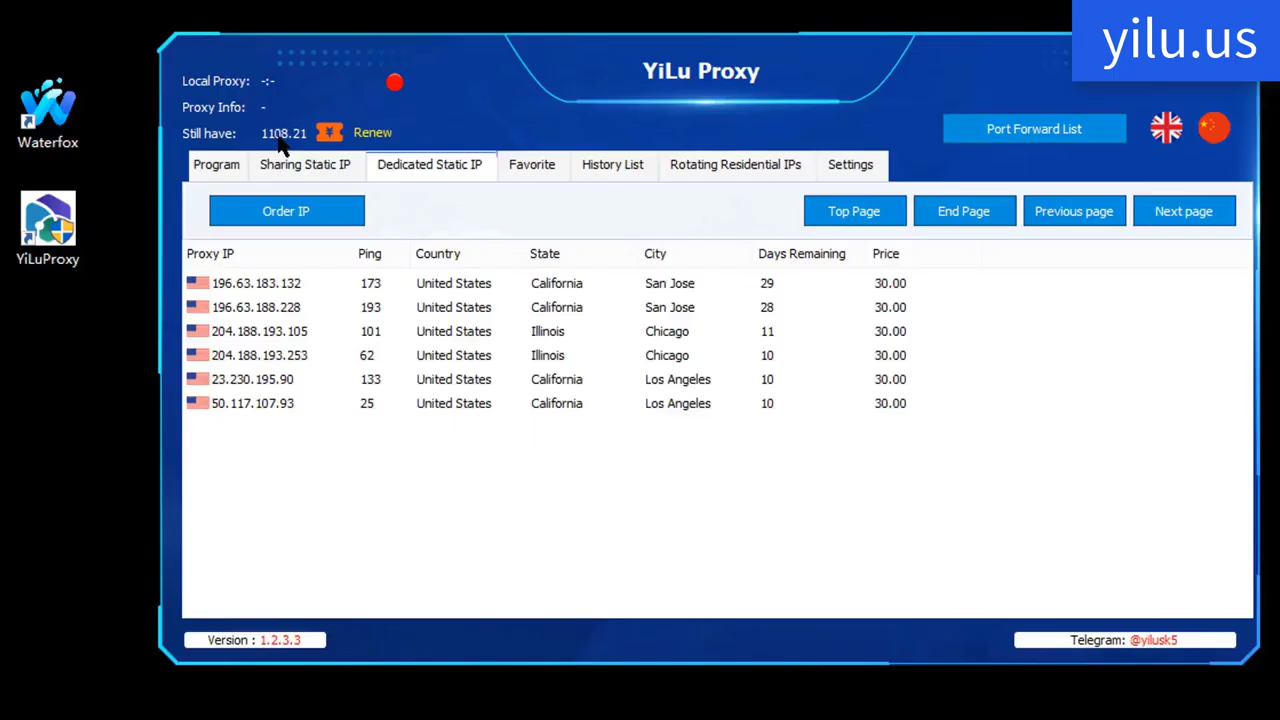 yilu.us
YiLu Proxy
Local Proxy: -:-
Proxy Info: -
Still have: 1108.21 ¥ Renew
Port Forward List
Waterfox
YiLuProxy
Program Sharing Static IP Dedicated Static IP Favorite History List Rotating Residential IPs Settings
Order IP Top Page End Page Previous page Next page
Proxy IP Ping Country State City Days Remaining Price
196.63.183.132 173 United States California San Jose 29 30.00
196.63.188.228 193 United States California San Jose 28 30.00
204.188.193.105 101 United States Illinois Chicago 11 30.00
204.188.193.253 62 United States Illinois Chicago 10 30.00
23.230.195.90 133 United States California Los Angeles 10 30.00
50.117.107.93 25 United States California Los Angeles 10 30.00
Version : 1.2.3.3 Telegram: @yilusk5